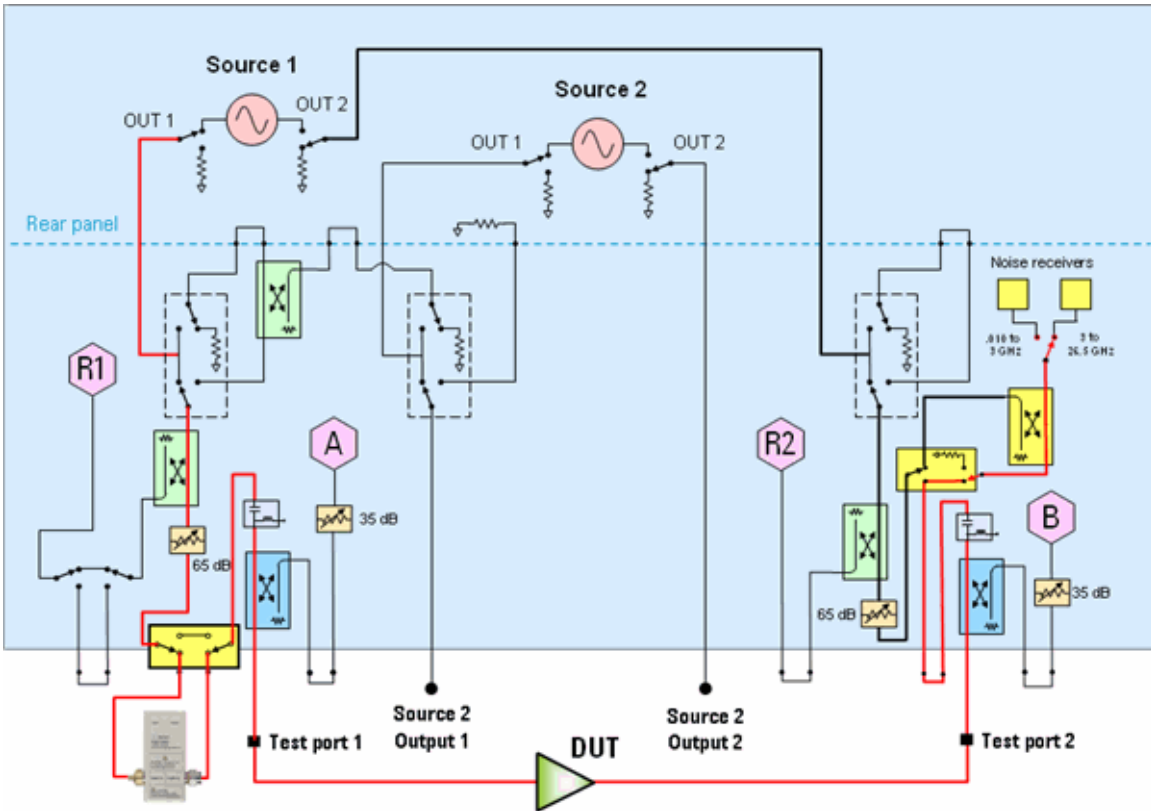 Source 1
OUT 1
OUT 2
Source 2
OUT 1
OUT 2
Rear panel
Noise receivers
.010 to
3 GHz
3 to
26.5 GHz
R1
A
R2
B
35 dB
65 dB
65 dB
35 dB
Source 2
Output 1
Source 2
Output 2
Test port 1
DUT
Test port 2